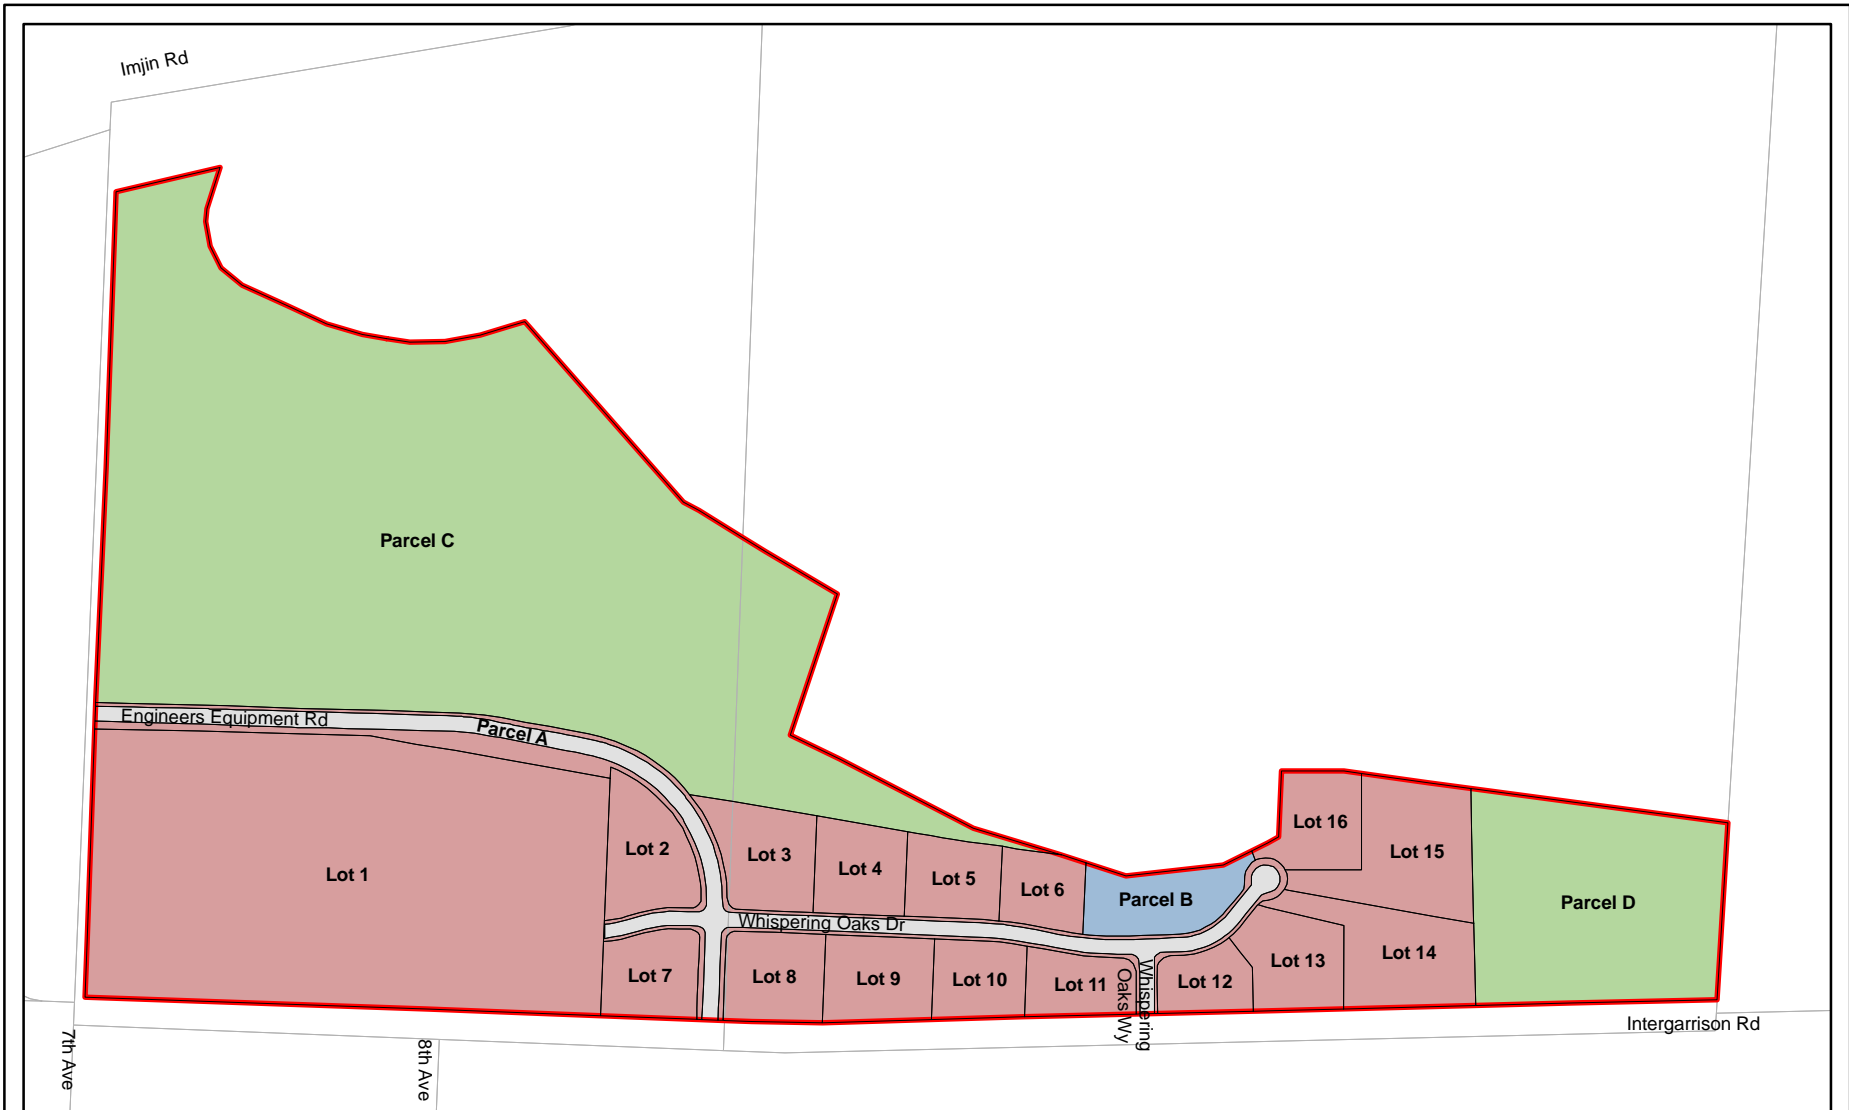 Imjin Rd
Parcel C
Engineers Equipment Rd
Parcel A
Lot 1
Lot 2
Lot 3
Lot 4
Lot 5
Lot 6
Parcel B
Lot 16
Lot 15
Parcel D
Whispering Oaks Dr
Lot 7
Lot 8
Lot 9
Lot 10
Lot 11
Whispering
Oaks Wy
Lot 12
Lot 13
Lot 14
Intergarrison Rd
7th Ave
8th Ave